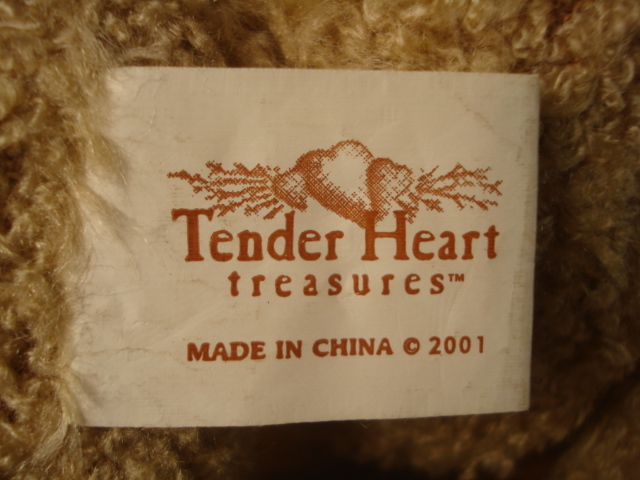 Tender Heart
treasures™
MADE IN CHINA © 2001